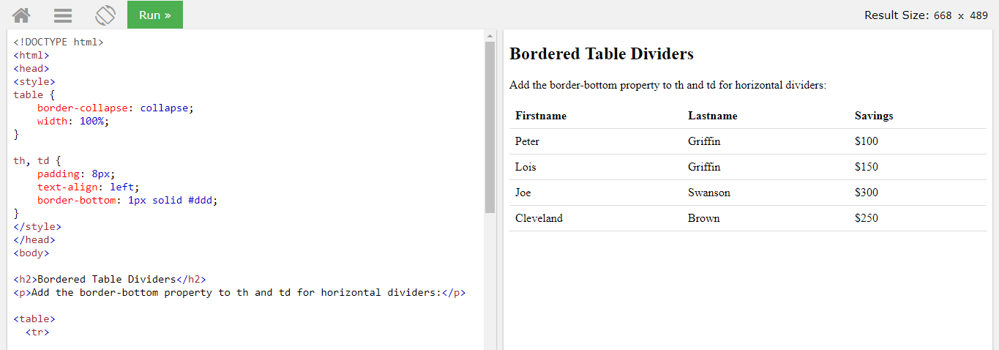 Run »
Result Size: 668 x 489
<!DOCTYPE html>
<html>
<head>
<style>
table {
    border-collapse: collapse;
    width: 100%;
}

th, td {
    padding: 8px;
    text-align: left;
    border-bottom: 1px solid #ddd;
}
</style>
</head>
<body>

<h2>Bordered Table Dividers</h2>
<p>Add the border-bottom property to th and td for horizontal dividers:</p>

<table>
  <tr>
Bordered Table Dividers
Add the border-bottom property to th and td for horizontal dividers:
Firstname Lastname Savings
Peter Griffin $100
Lois Griffin $150
Joe Swanson $300
Cleveland Brown $250